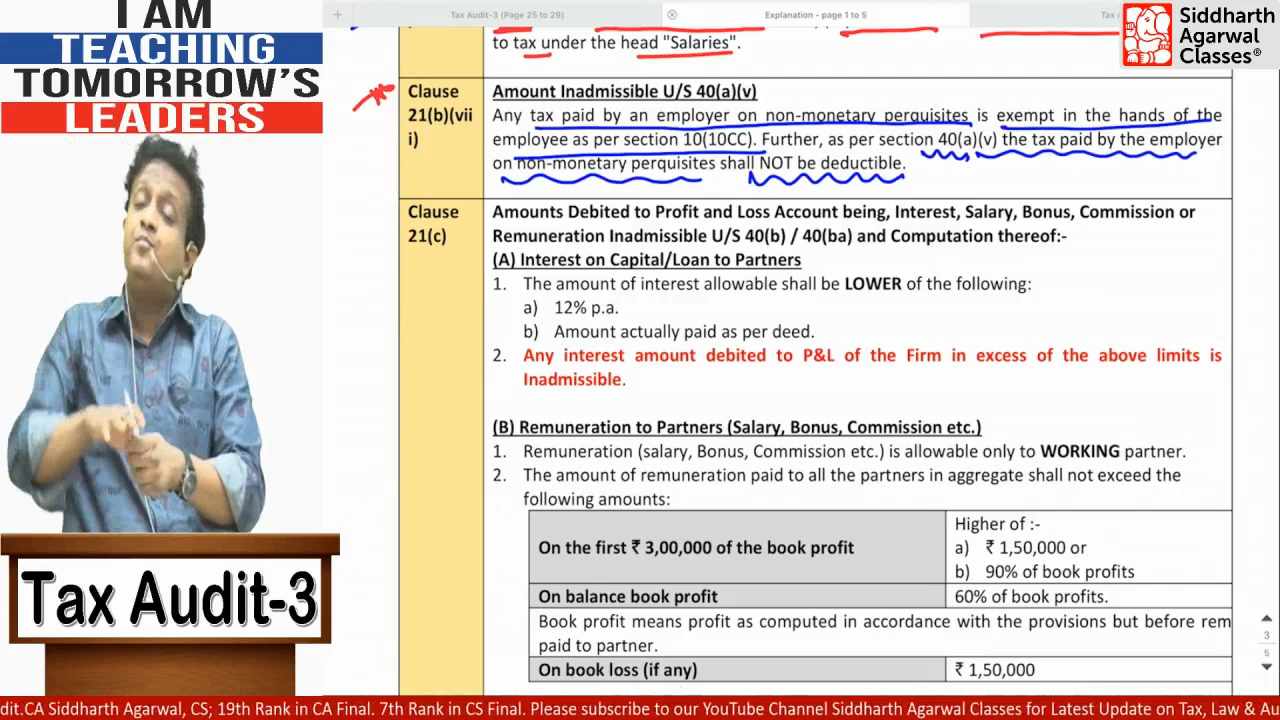 I AM
TEACHING
TOMORROW'S
LEADERS
Tax Audit-3 (Page 25 to 29)
Explanation - page 1 to 5
Siddharth
Agarwal
Classes®
to tax under the head "Salaries".
Clause
21(b)(vii
i)
Amount Inadmissible U/S 40(a)(v)
Any tax paid by an employer on non-monetary perquisites is exempt in the hands of the
employee as per section 10(10CC). Further, as per section 40(a)(v) the tax paid by the employer
on non-monetary perquisites shall NOT be deductible.
Clause
21(c)
Amounts Debited to Profit and Loss Account being, Interest, Salary, Bonus, Commission or
Remuneration Inadmissible U/S 40(b) / 40(ba) and Computation thereof:-
(A) Interest on Capital/Loan to Partners
1. The amount of interest allowable shall be LOWER of the following:
a) 12% p.a.
b) Amount actually paid as per deed.
2. Any interest amount debited to P&L of the Firm in excess of the above limits is
Inadmissible.
(B) Remuneration to Partners (Salary, Bonus, Commission etc.)
1. Remuneration (salary, Bonus, Commission etc.) is allowable only to WORKING partner.
2. The amount of remuneration paid to all the partners in aggregate shall not exceed the
following amounts:
On the first ₹ 3,00,000 of the book profit
Higher of :-
a) ₹ 1,50,000 or
b) 90% of book profits
On balance book profit
60% of book profits.
Book profit means profit as computed in accordance with the provisions but before rem
paid to partner.
On book loss (if any)
₹ 1,50,000
3
5
Tax Audit-3
dit.CA Siddharth Agarwal, CS; 19th Rank in CA Final. 7th Rank in CS Final. Please subscribe to our YouTube Channel Siddharth Agarwal Classes for Latest Update on Tax, Law & Au